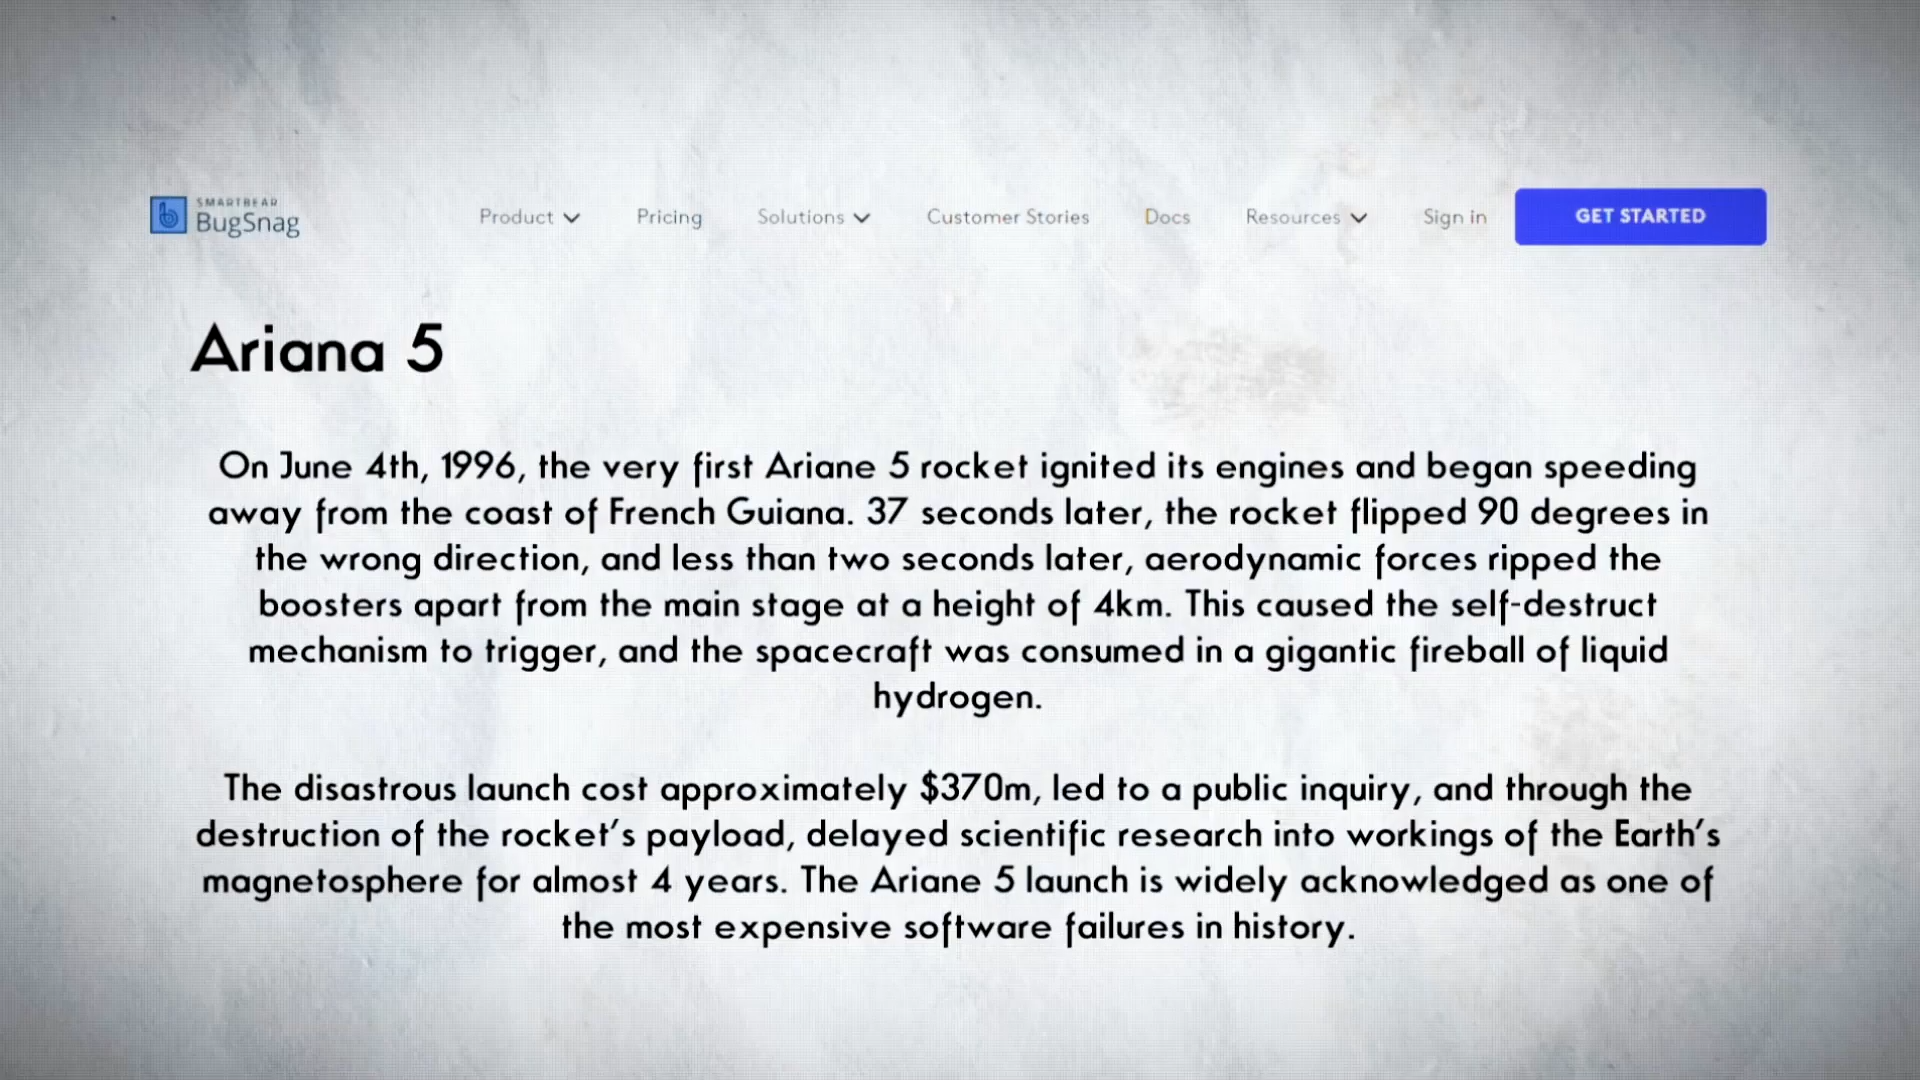 SMARTBEAR
BugSnag
Product
Pricing
Solutions
Customer Stories
Docs
Resources
Sign in
GET STARTED
Ariana 5
On June 4th, 1996, the very first Ariane 5 rocket ignited its engines and began speeding
away from the coast of French Guiana. 37 seconds later, the rocket flipped 90 degrees in
the wrong direction, and less than two seconds later, aerodynamic forces ripped the
boosters apart from the main stage at a height of 4km. This caused the self-destruct
mechanism to trigger, and the spacecraft was consumed in a gigantic fireball of liquid
hydrogen.
The disastrous launch cost approximately $370m, led to a public inquiry, and through the
destruction of the rocket's payload, delayed scientific research into workings of the Earth's
magnetosphere for almost 4 years. The Ariane 5 launch is widely acknowledged as one of
the most expensive software failures in history.